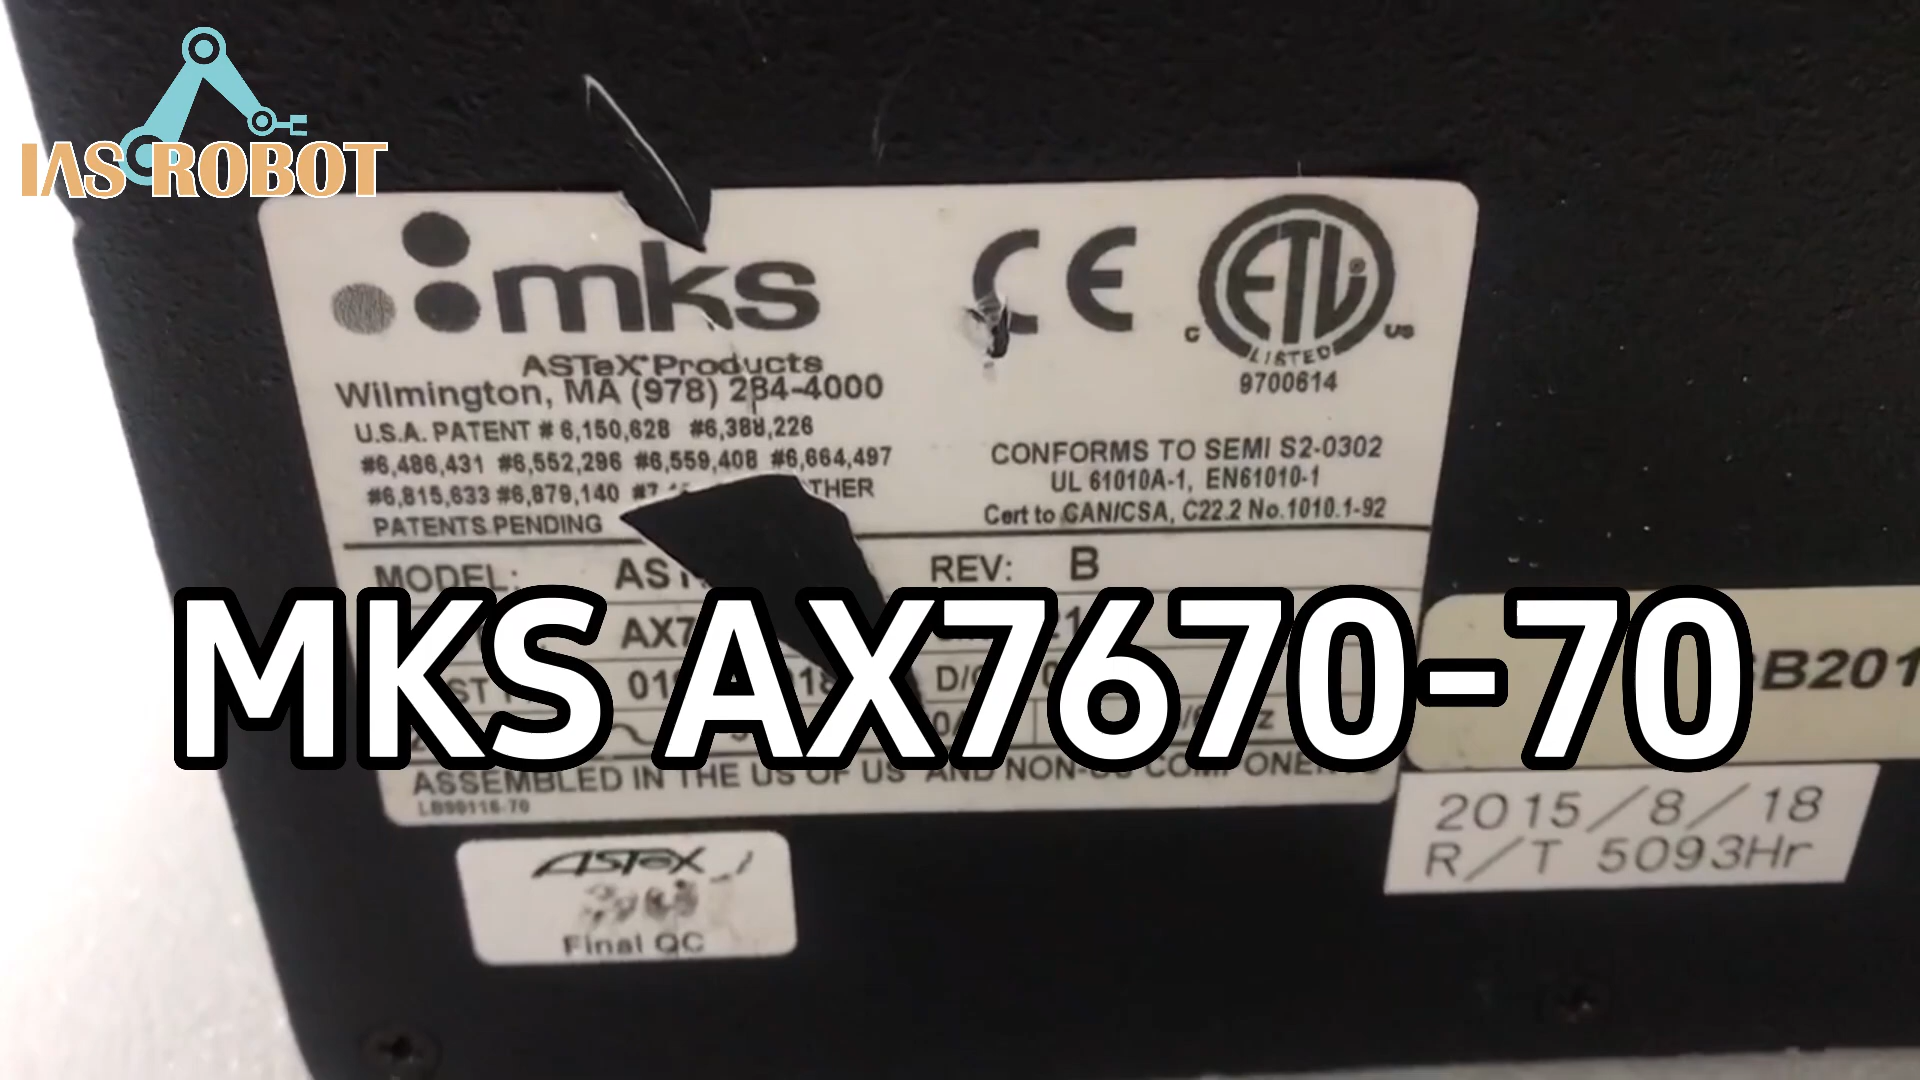 IAS ROBOT
mks
CE
ETL
C US
LISTED
9700614
ASTeX Products
Wilmington, MA (978) 284-4000
U.S.A. PATENT # 6,150,628 #6,388,226
#6,486,431 #6,552,296 #6,559,408 #6,664,497
#6,815,633 #6,879,140
PATENTS PENDING
CONFORMS TO SEMI S2-0302
UL 61010A-1, EN61010-1
Cert to CAN/CSA, C22.2 No.1010.1-92
MODEL:
REV: B
MKS AX7670-70
ASSEMBLED IN THE US OF US AND NON-US COMPONENTS
LB90116-70
SB201
2015/8/18
R/T 5093Hr
ASTeX
Final QC